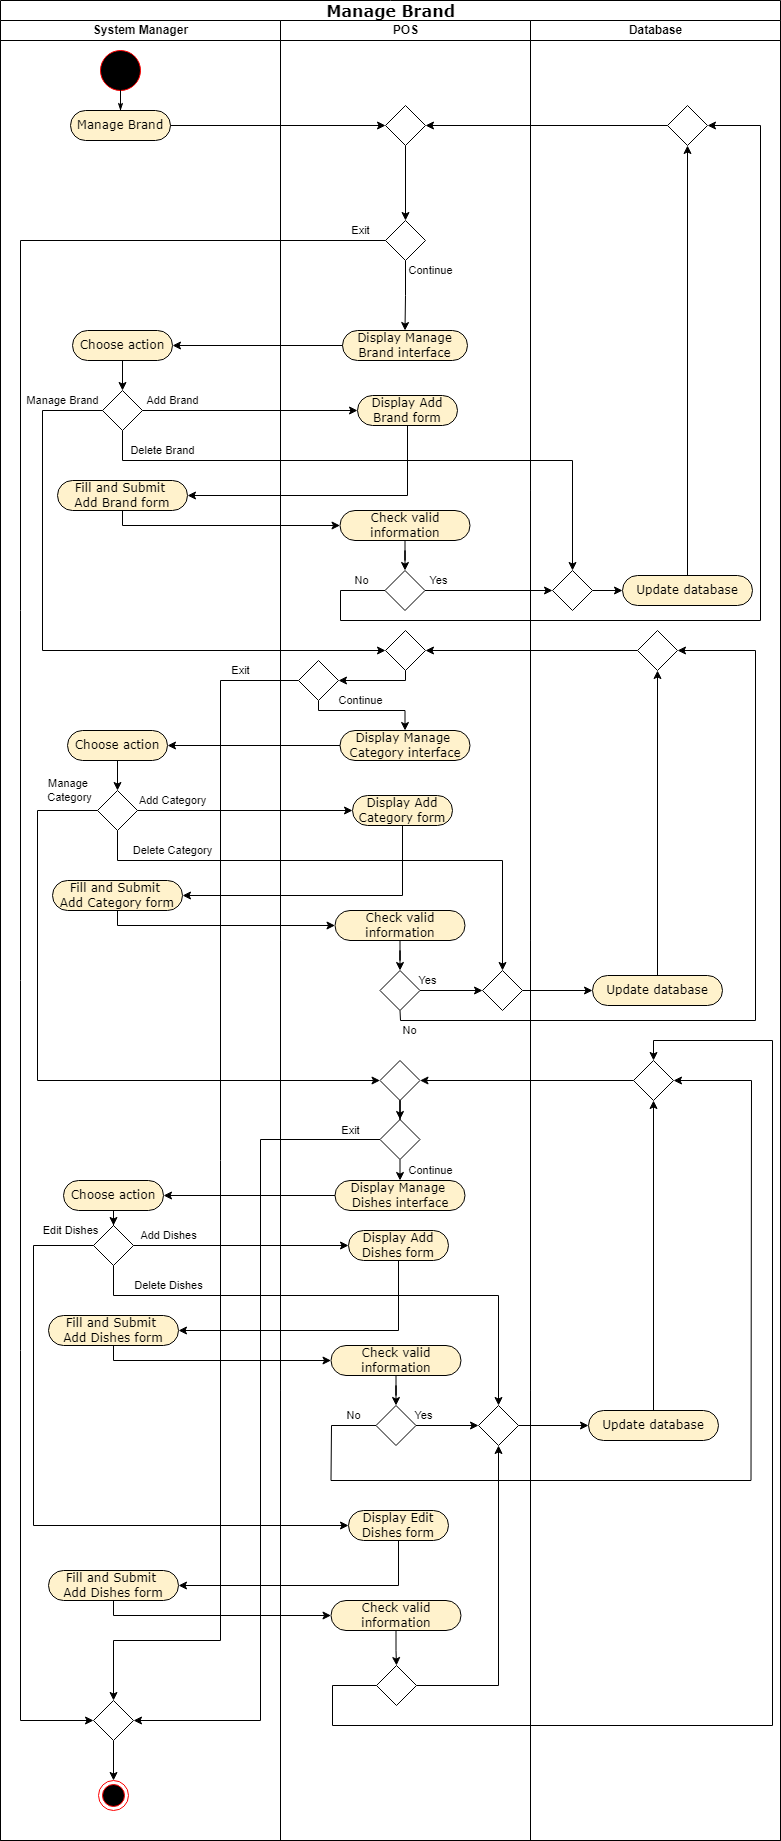 Manage Brand
System Manager
POS
Database
Manage Brand
Exit
Continue
Choose action
Display Manage
Brand interface
Manage Brand
Add Brand
Display Add
Brand form
Delete Brand
Fill and Submit
Add Brand form
Check valid
information
No
Yes
Update database
Exit
Continue
Choose action
Display Manage
Category interface
Manage
Category
Add Category
Display Add
Category form
Delete Category
Fill and Submit
Add Category form
Check valid
information
Yes
Update database
No
Exit
Continue
Choose action
Display Manage
Dishes interface
Edit Dishes
Add Dishes
Display Add
Dishes form
Delete Dishes
Fill and Submit
Add Dishes form
Check valid
information
No
Yes
Update database
Display Edit
Dishes form
Fill and Submit
Add Dishes form
Check valid
information